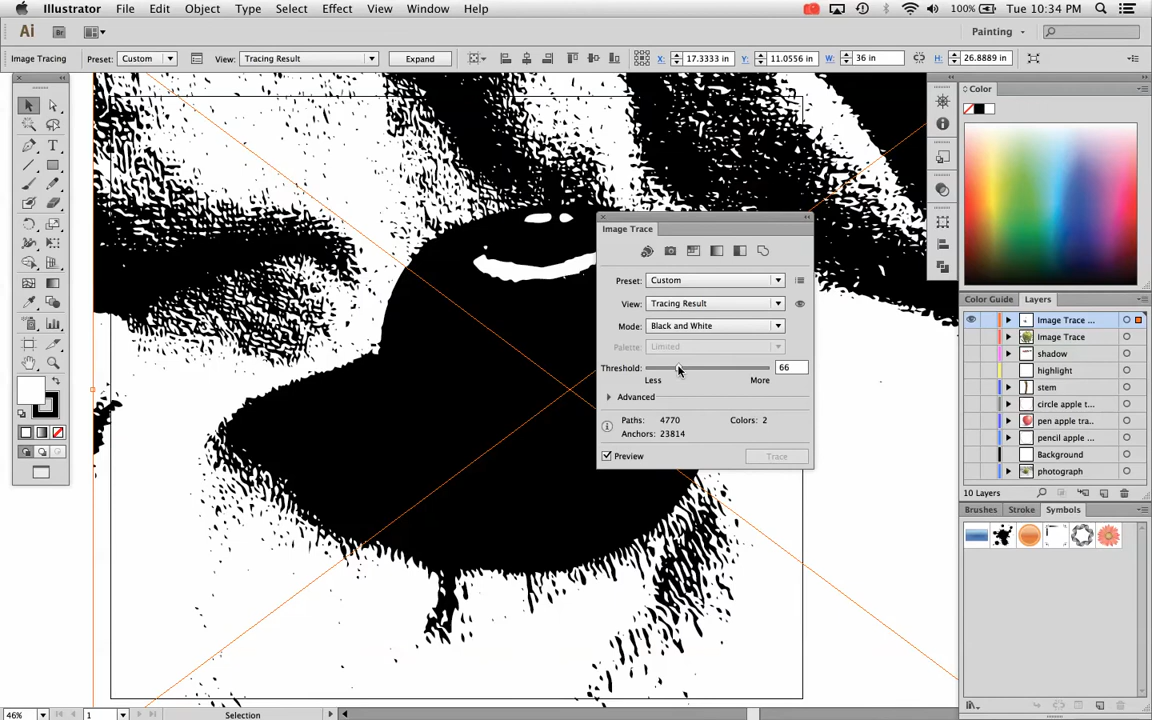 Illustrator File Edit Object Type Select Effect View Window Help 100% Tue 10:34 PM
Ai Br Painting
Image Tracing Preset: Custom View: Tracing Result Expand X: 17.3333 in Y: 11.0556 in W: 36 in H: 26.8889 in
Color
Image Trace
Preset: Custom
View: Tracing Result
Mode: Black and White
Palette: Limited
Threshold: 66
Less More
Advanced
Paths: 4770 Colors: 2
Anchors: 23814
Preview Trace
Color Guide Layers
Image Trace ...
Image Trace
shadow
highlight
stem
circle apple t...
pen apple tra...
pencil apple ...
Background
photograph
10 Layers
Brushes Stroke Symbols
46% 1 Selection